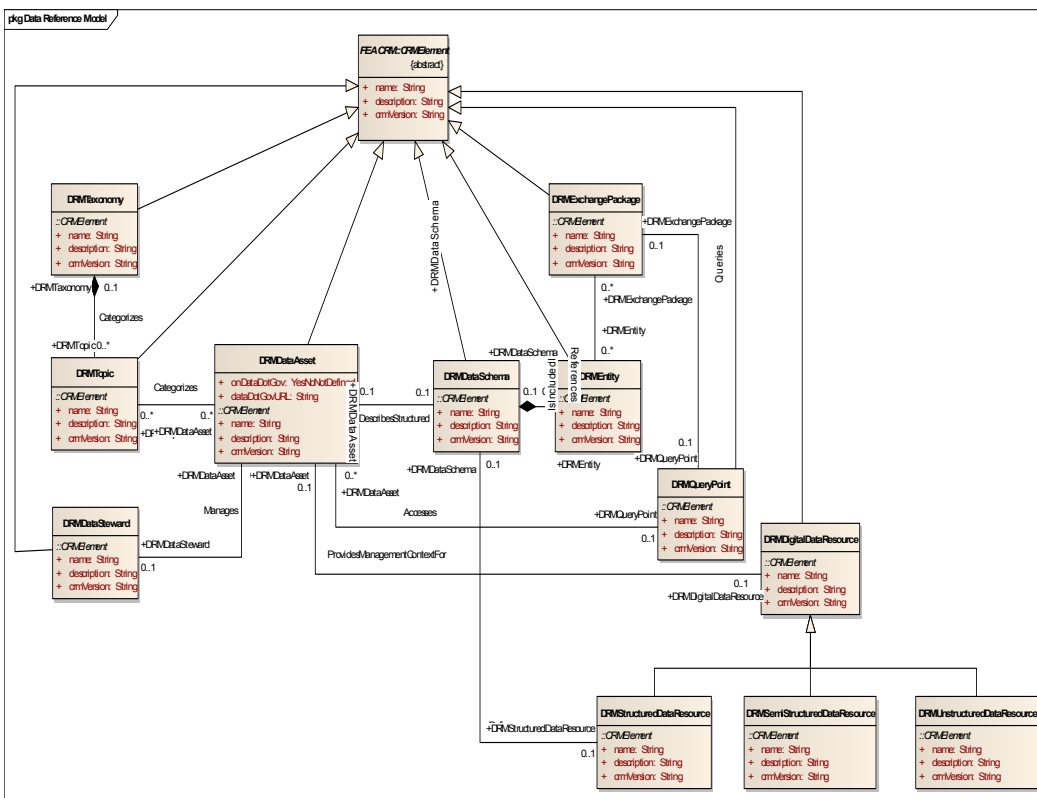 pkg Data Reference Model
FEA CRM::CRMElement
{abstract}
+ name: String
+ description: String
+ crmVersion: String
DRMTaxonomy
::CRMElement
+ name: String
+ description: String
+ crmVersion: String
+DRMTaxonomy
0..1
Categorizes
+DRMTopic 0..*
DRMExchangePackage
::CRMElement
+ name: String
+ description: String
+ crmVersion: String
+DRMExchangePackage
0..1
0..*
+DRMExchangePackage
+DRMEntity
0..*
Queries
+DRMDataSchema
DRMTopic
::CRMElement
+ name: String
+ description: String
+ crmVersion: String
Categorizes
0..*
0..*
+DRMDataAsset
DRMDataAsset
+ onDataDotGov: YesNoNotDefined
+ dataDotGovURL: String
::CRMElement
+ name: String
+ description: String
+ crmVersion: String
+DRMDataAsset
0..1
0..1
DescribesStructured
DRMDataSchema
::CRMElement
+ name: String
+ description: String
+ crmVersion: String
+DRMDataSchema
0..1
IsIncluded
References
DRMEntity
::CRMElement
+ name: String
+ description: String
+ crmVersion: String
+DRMEntity
+DRMDataSchema
0..1
+DRMDataAsset
+DRMDataAsset
0..1
0..*
+DRMDataAsset
0..1
+DRMQueryPoint
DRMQueryPoint
::CRMElement
+ name: String
+ description: String
+ crmVersion: String
Manages
Accesses
+DRMQueryPoint
0..1
DRMDataSteward
::CRMElement
+ name: String
+ description: String
+ crmVersion: String
+DRMDataSteward
0..1
ProvidesManagementContextFor
0..1
+DRMDigitalDataResource
DRMDigitalDataResource
::CRMElement
+ name: String
+ description: String
+ crmVersion: String
+DRMStructuredDataResource
0..1
DRMStructuredDataResource
::CRMElement
+ name: String
+ description: String
+ crmVersion: String
DRMSemiStructuredDataResource
::CRMElement
+ name: String
+ description: String
+ crmVersion: String
DRMUnstructuredDataResource
::CRMElement
+ name: String
+ description: String
+ crmVersion: String